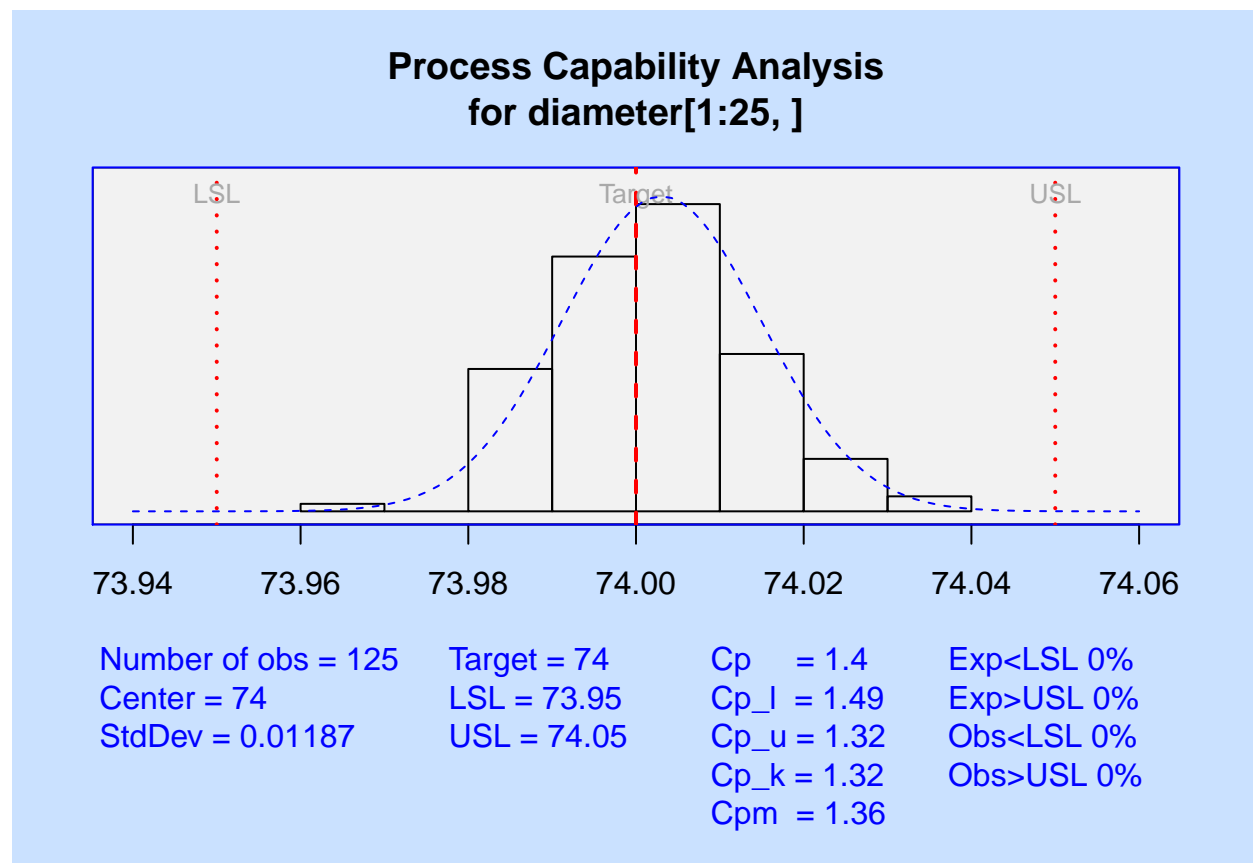 Process Capability Analysis
for diameter[1:25, ]
LSL Target USL
73.94 73.96 73.98 74.00 74.02 74.04 74.06
Number of obs = 125 Target = 74 Cp = 1.4 Exp<LSL 0%
Center = 74 LSL = 73.95 Cp_l = 1.49 Exp>USL 0%
StdDev = 0.01187 USL = 74.05 Cp_u = 1.32 Obs<LSL 0%
Cp_k = 1.32 Obs>USL 0%
Cpm = 1.36